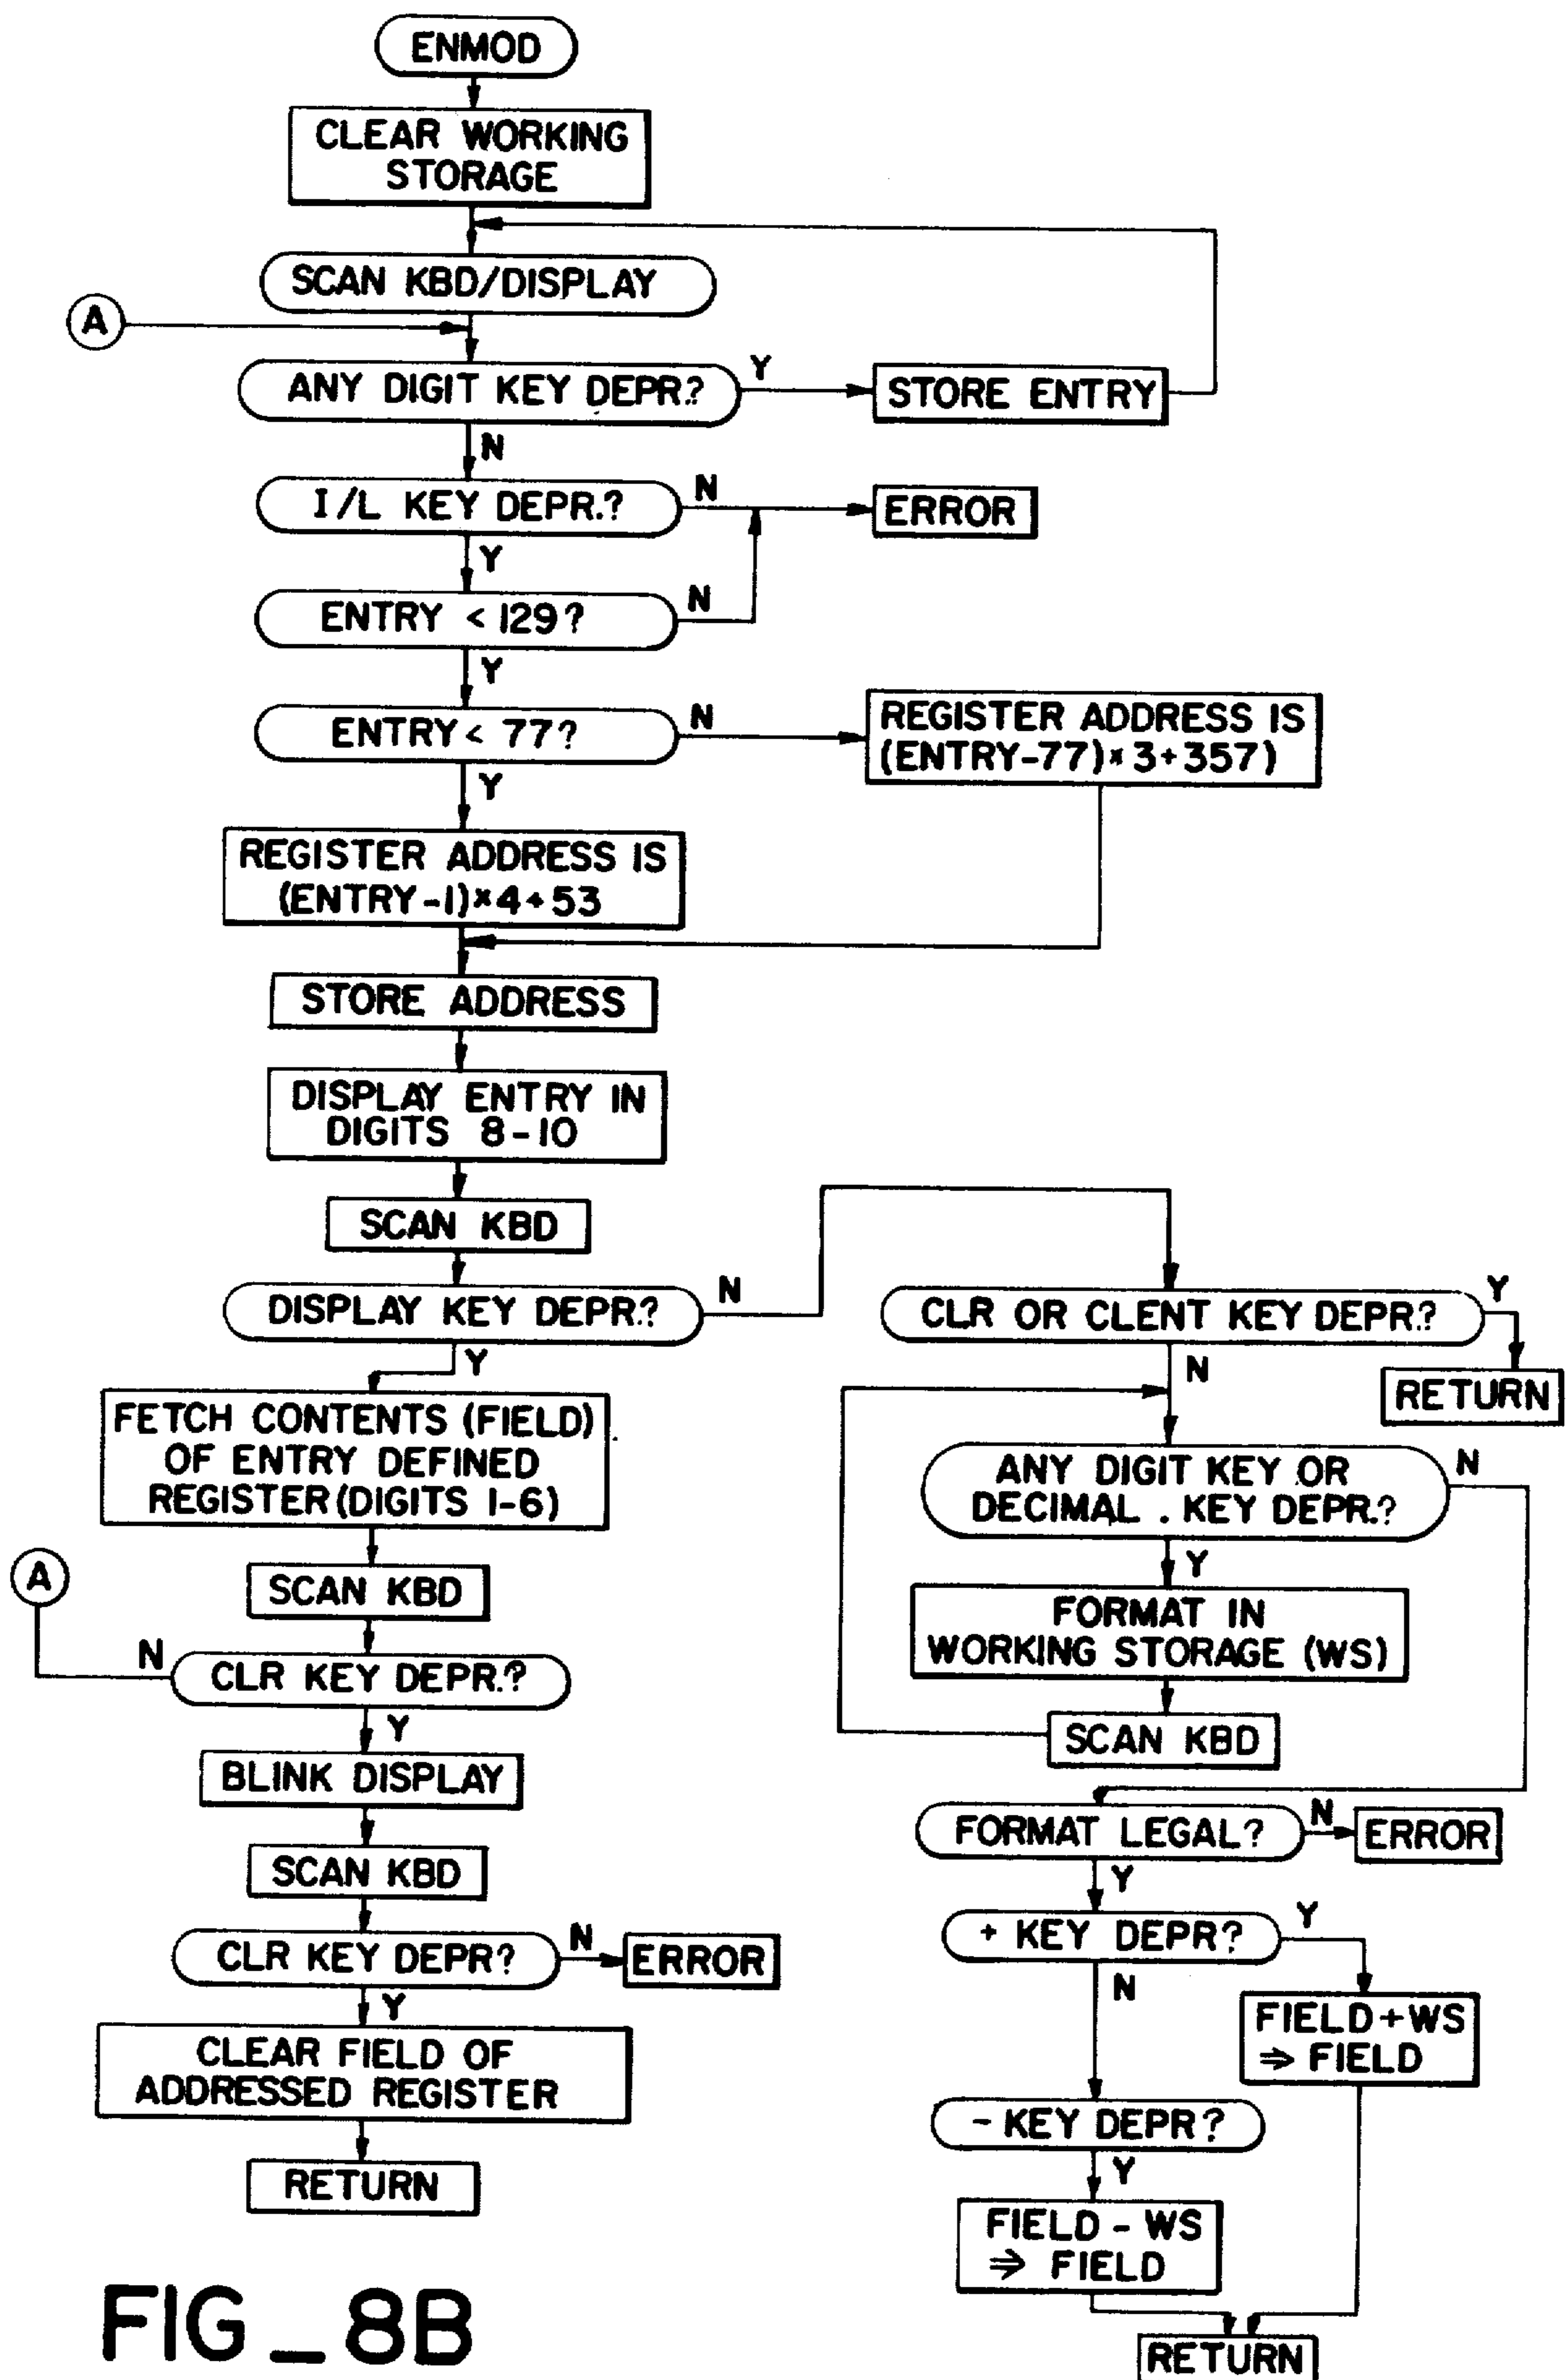 ENMOD
CLEAR WORKING
STORAGE
SCAN KBD/DISPLAY
A
ANY DIGIT KEY DEPR.?
Y
STORE ENTRY
N
I/L KEY DEPR.?
N
ERROR
Y
ENTRY < 129?
N
Y
ENTRY < 77?
N
REGISTER ADDRESS IS
(ENTRY-77)×3+357)
Y
REGISTER ADDRESS IS
(ENTRY-1)×4+53
STORE ADDRESS
DISPLAY ENTRY IN
DIGITS 8-10
SCAN KBD
DISPLAY KEY DEPR.?
N
Y
FETCH CONTENTS (FIELD)
OF ENTRY DEFINED
REGISTER (DIGITS 1-6)
SCAN KBD
A
N
CLR KEY DEPR.?
Y
BLINK DISPLAY
SCAN KBD
CLR KEY DEPR?
N
ERROR
Y
CLEAR FIELD OF
ADDRESSED REGISTER
RETURN
CLR OR CLENT KEY DEPR.?
Y
RETURN
N
ANY DIGIT KEY OR
DECIMAL . KEY DEPR.?
N
Y
FORMAT IN
WORKING STORAGE (WS)
SCAN KBD
FORMAT LEGAL?
N
ERROR
Y
+ KEY DEPR?
Y
N
FIELD+WS
⇒ FIELD
- KEY DEPR?
Y
FIELD - WS
⇒ FIELD
RETURN
FIG_8B